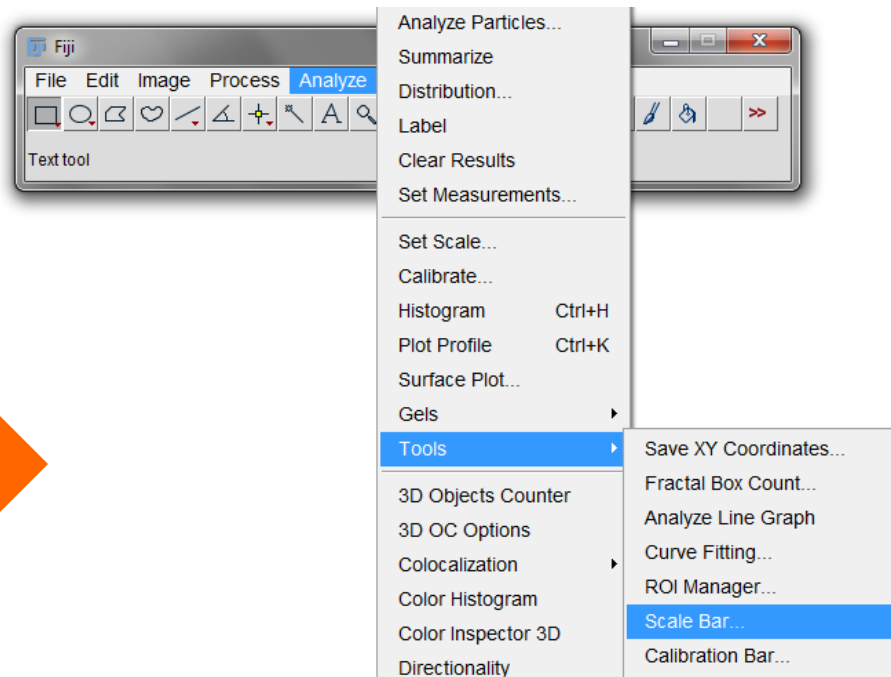 Fiji
File Edit Image Process Analyze
A
>>
Text tool
Analyze Particles...
Summarize
Distribution...
Label
Clear Results
Set Measurements...
Set Scale...
Calibrate...
Histogram Ctrl+H
Plot Profile Ctrl+K
Surface Plot...
Gels
Tools
3D Objects Counter
3D OC Options
Colocalization
Color Histogram
Color Inspector 3D
Directionality
Save XY Coordinates...
Fractal Box Count...
Analyze Line Graph
Curve Fitting...
ROI Manager...
Scale Bar...
Calibration Bar...